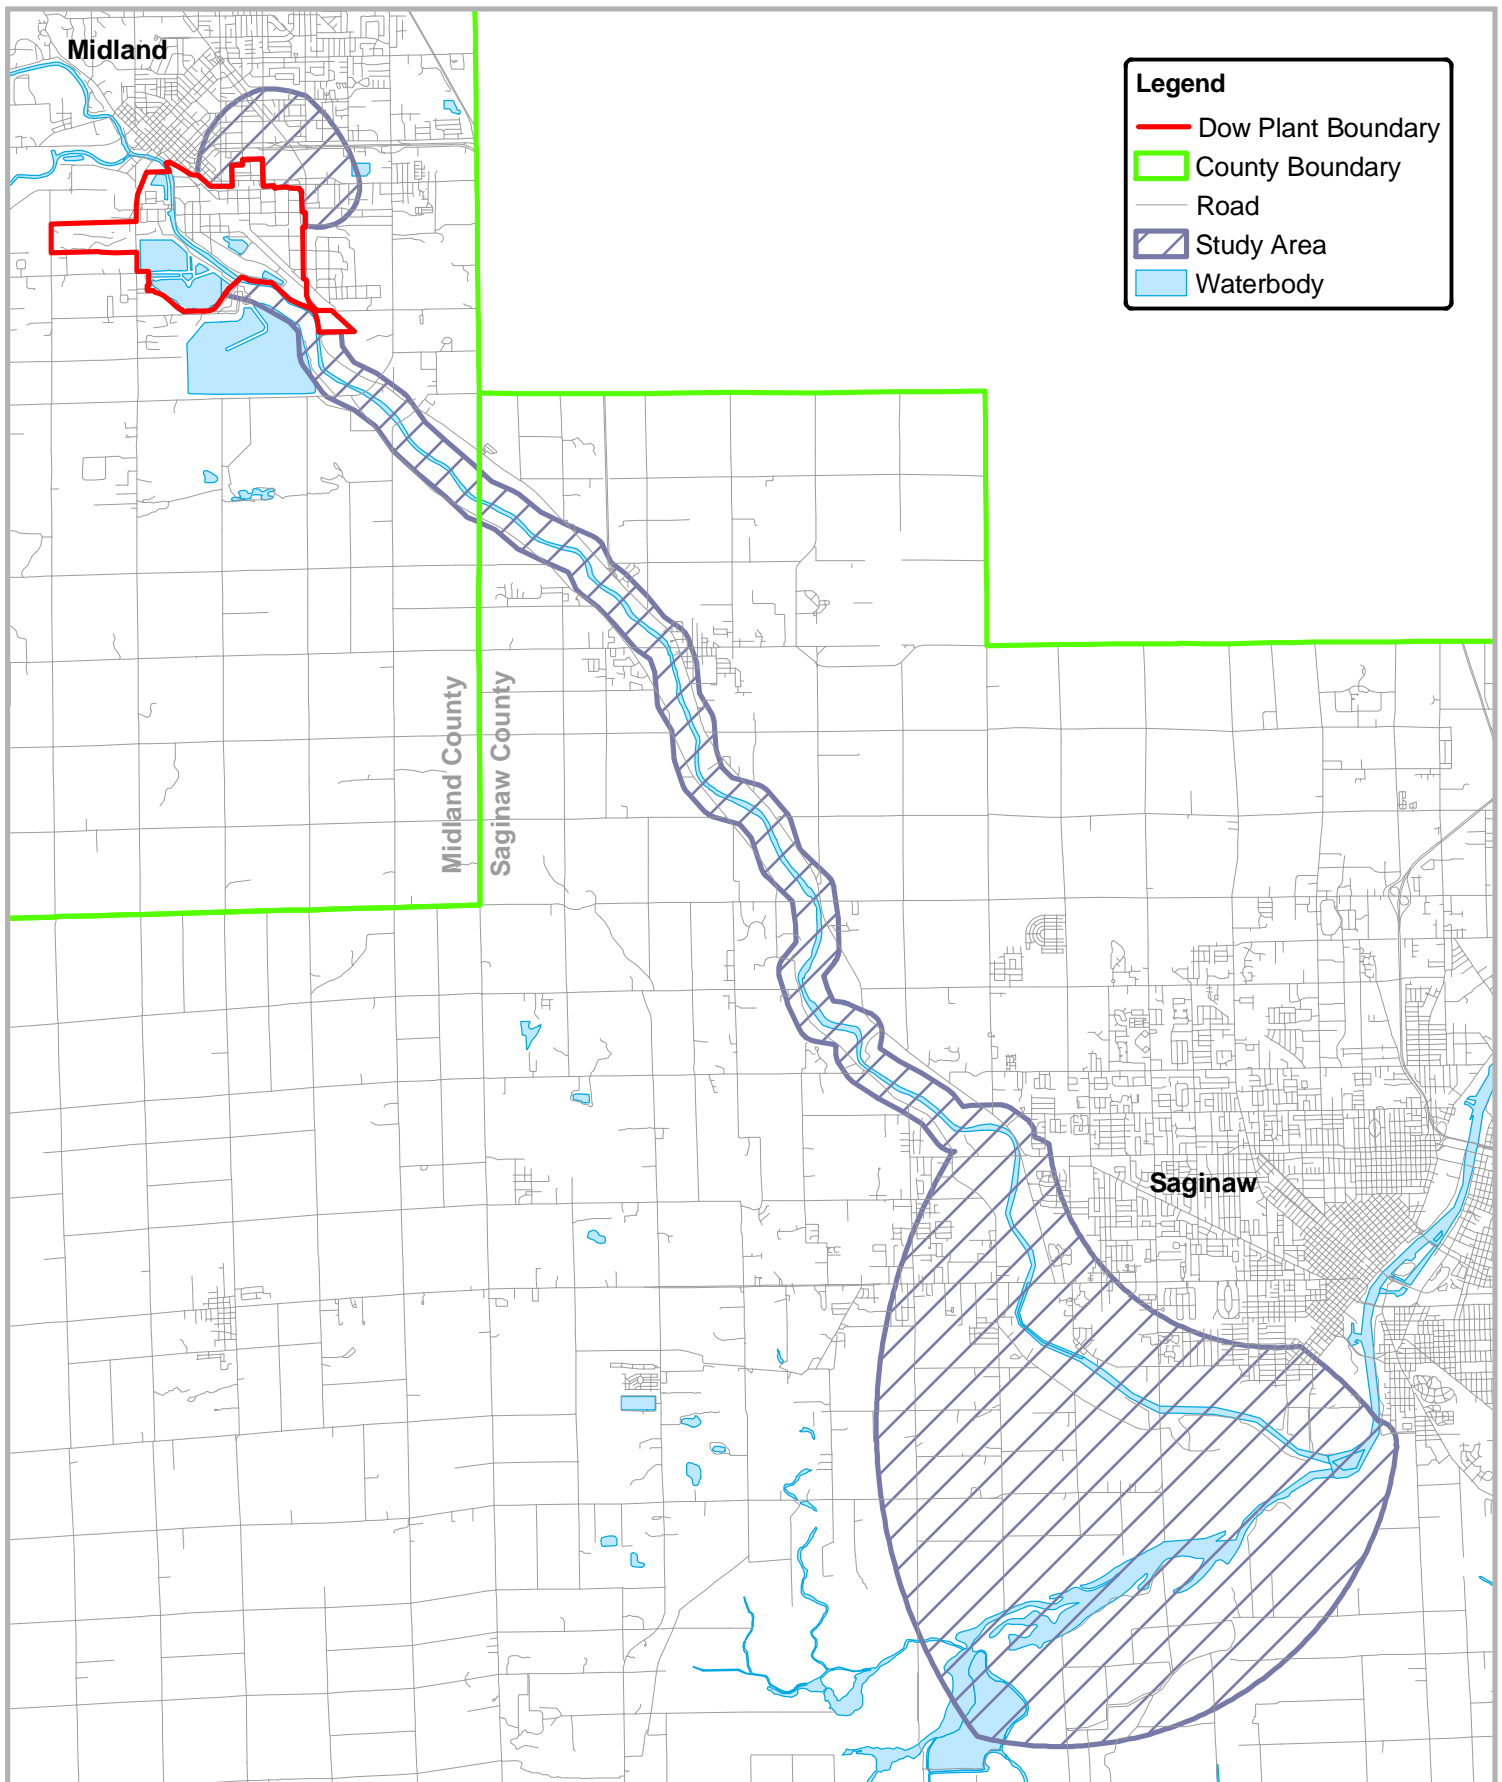 Midland
Legend
Dow Plant Boundary
County Boundary
Road
Study Area
Waterbody
Midland County
Saginaw County
Saginaw